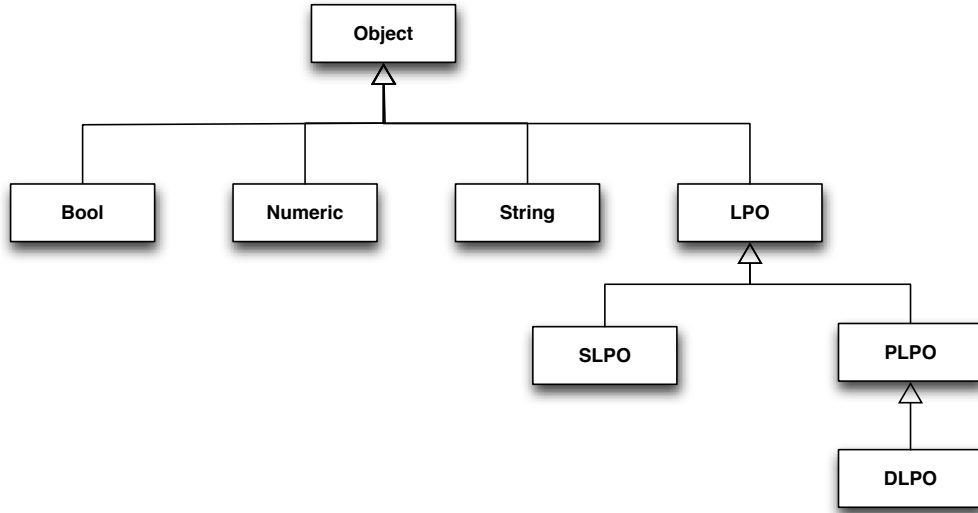 Object
Bool
Numeric
String
LPO
SLPO
PLPO
DLPO